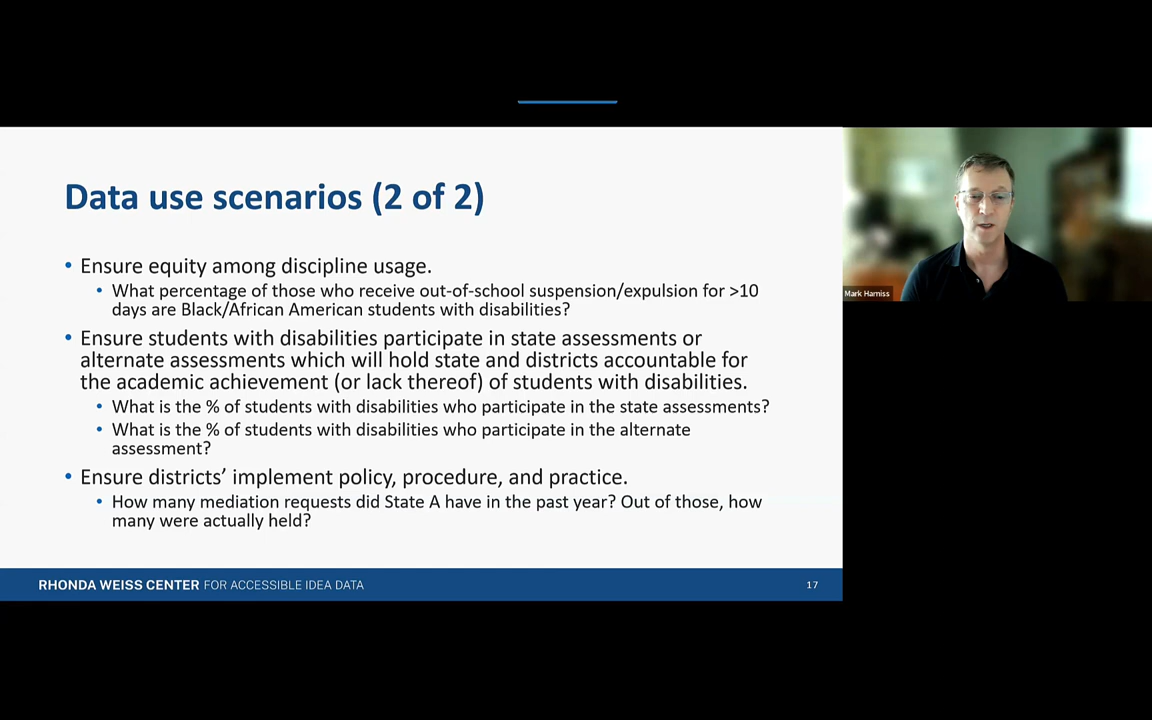 Data use scenarios (2 of 2)
• Ensure equity among discipline usage.
• What percentage of those who receive out-of-school suspension/expulsion for >10
days are Black/African American students with disabilities?
• Ensure students with disabilities participate in state assessments or
alternate assessments which will hold state and districts accountable for
the academic achievement (or lack thereof) of students with disabilities.
• What is the % of students with disabilities who participate in the state assessments?
• What is the % of students with disabilities who participate in the alternate
assessment?
• Ensure districts’ implement policy, procedure, and practice.
• How many mediation requests did State A have in the past year? Out of those, how
many were actually held?
RHONDA WEISS CENTER FOR ACCESSIBLE IDEA DATA
17
Mark Harniss